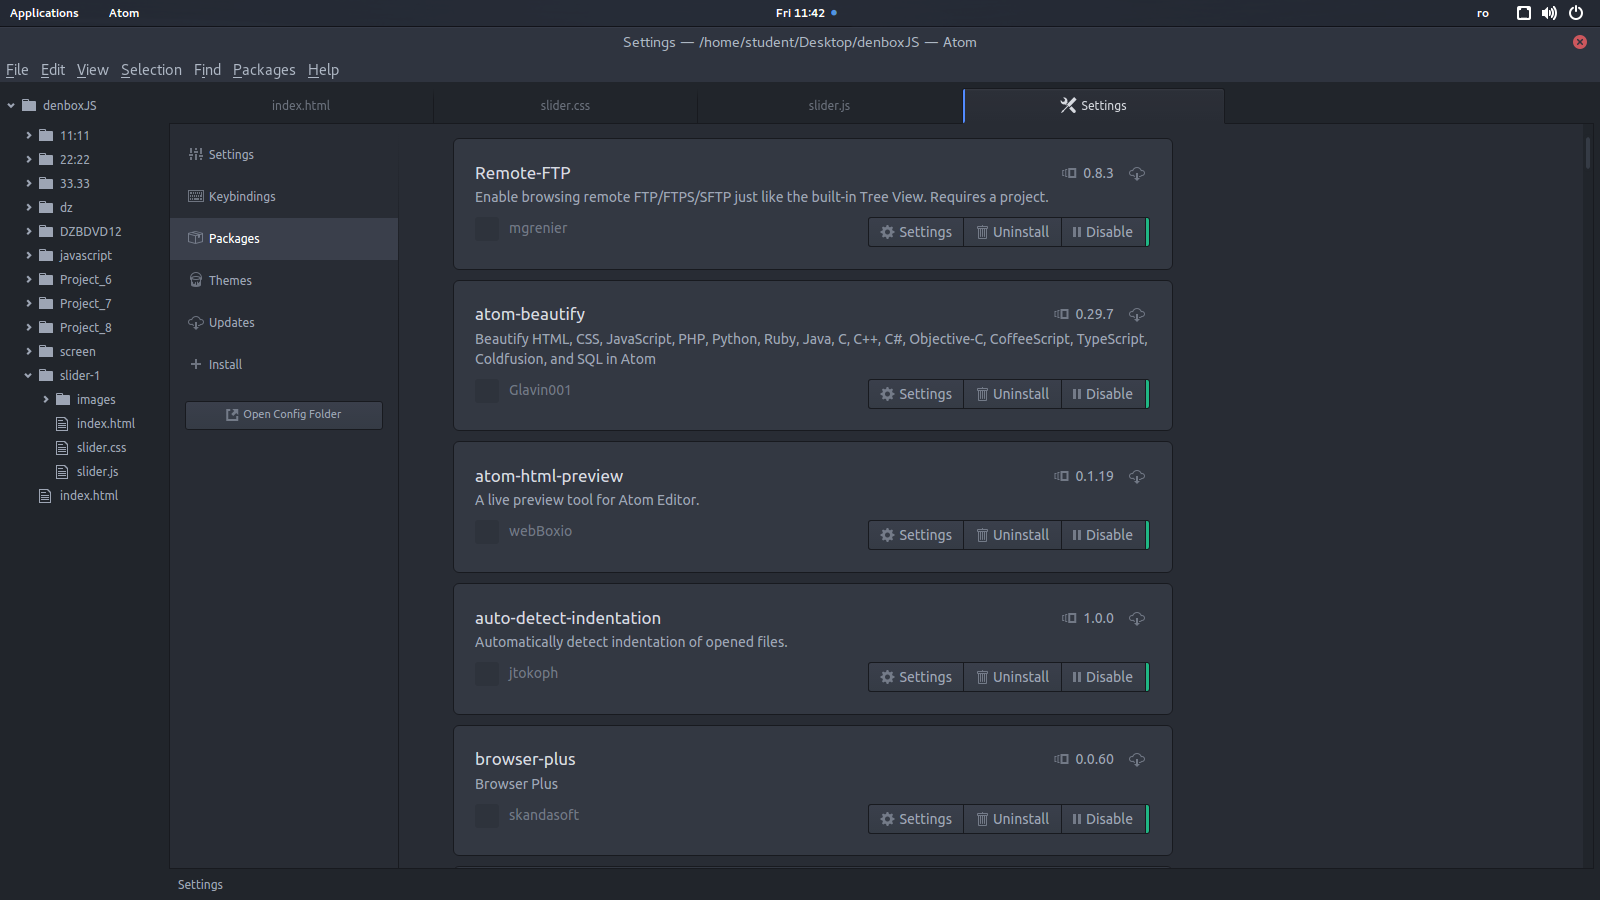 Applications Atom Fri 11:42 ro
Settings — /home/student/Desktop/denboxJS — Atom
File Edit View Selection Find Packages Help
denboxJS
11:11
22:22
33.33
dz
DZBDVD12
javascript
Project_6
Project_7
Project_8
screen
slider-1
images
index.html
slider.css
slider.js
index.html
index.html slider.css slider.js Settings
Settings
Keybindings
Packages
Themes
Updates
Install
Open Config Folder
Remote-FTP 0.8.3
Enable browsing remote FTP/FTPS/SFTP just like the built-in Tree View. Requires a project.
mgrenier Settings Uninstall Disable
atom-beautify 0.29.7
Beautify HTML, CSS, JavaScript, PHP, Python, Ruby, Java, C, C++, C#, Objective-C, CoffeeScript, TypeScript,
Coldfusion, and SQL in Atom
Glavin001 Settings Uninstall Disable
atom-html-preview 0.1.19
A live preview tool for Atom Editor.
webBoxio Settings Uninstall Disable
auto-detect-indentation 1.0.0
Automatically detect indentation of opened files.
jtokoph Settings Uninstall Disable
browser-plus 0.0.60
Browser Plus
skandasoft Settings Uninstall Disable
Settings